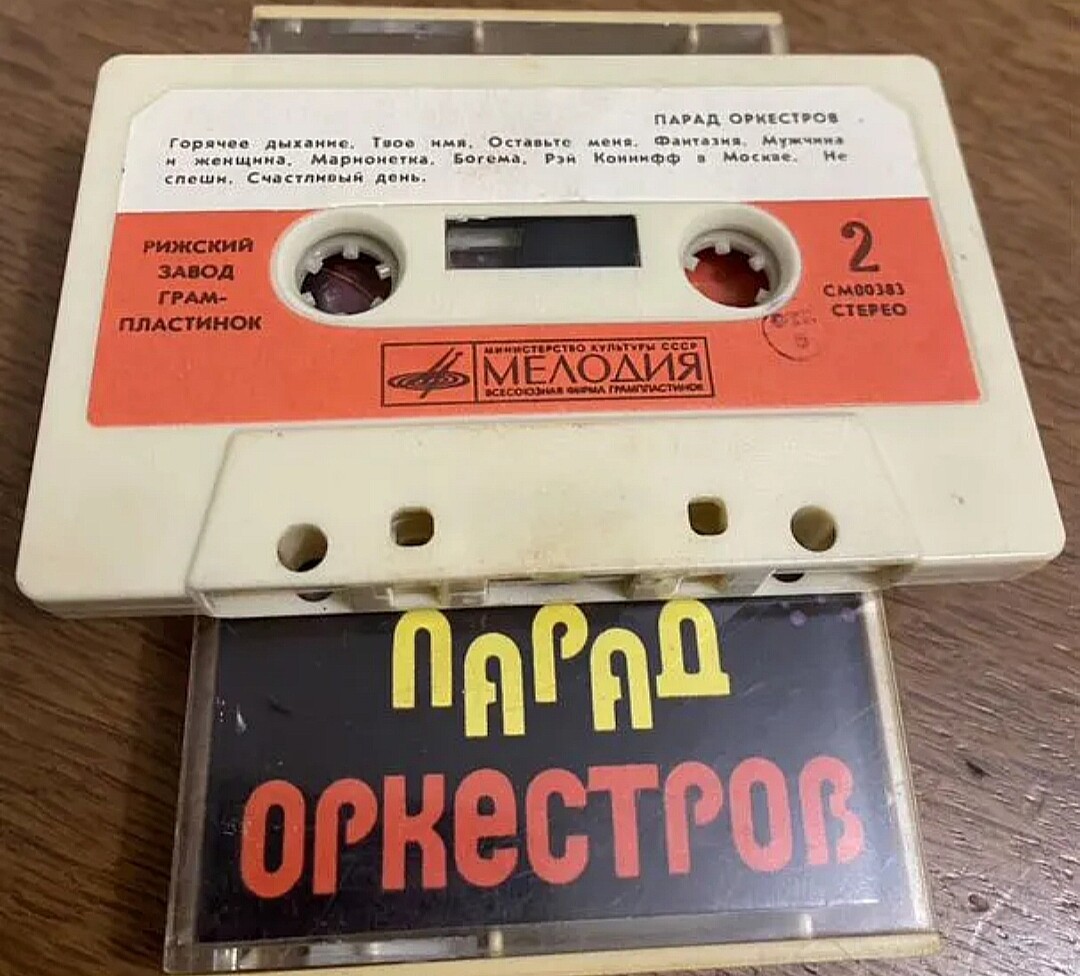 ПАРАД ОРКЕСТРОВ
Горячее дыхание. Твое имя. Оставьте меня. Фантазия. Мужчина
и женщина. Марионетка. Богема. Рэй Коннифф в Москве. Не
спеши. Счастливый день.
РИЖСКИЙ
ЗАВОД
ГРАМ-
ПЛАСТИНОК
2
СМ00383
СТЕРЕО
МИНИСТЕРСТВО КУЛЬТУРЫ СССР
МЕЛОДИЯ
ВСЕСОЮЗНАЯ ФИРМА ГРАМПЛАСТИНОК
ПАРАД
ОРКЕСТРОВ